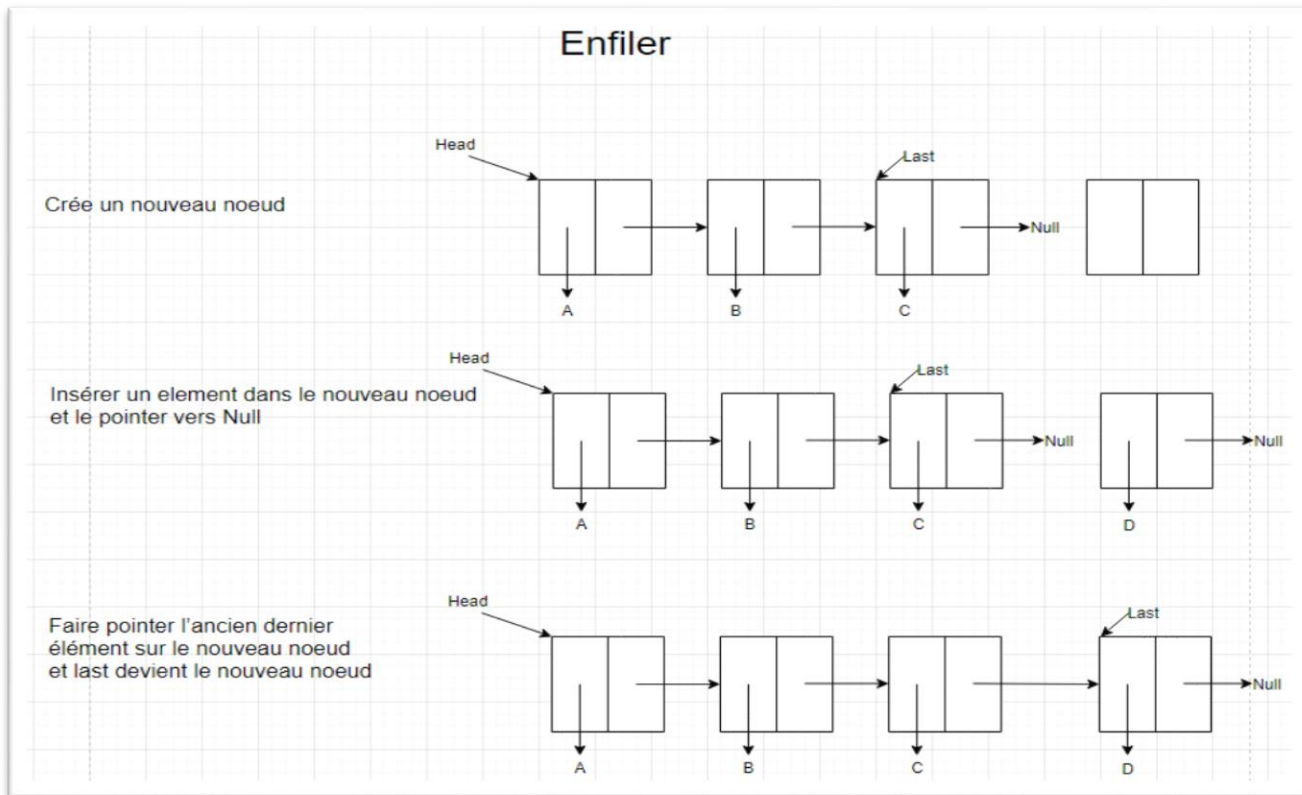 Enfiler
Head
Last
Crée un nouveau noeud
Null
A
B
C
Head
Last
Insérer un element dans le nouveau noeud
et le pointer vers Null
Null
Null
A
B
C
D
Head
Last
Faire pointer l'ancien dernier
élément sur le nouveau noeud
et last devient le nouveau noeud
Null
A
B
C
D